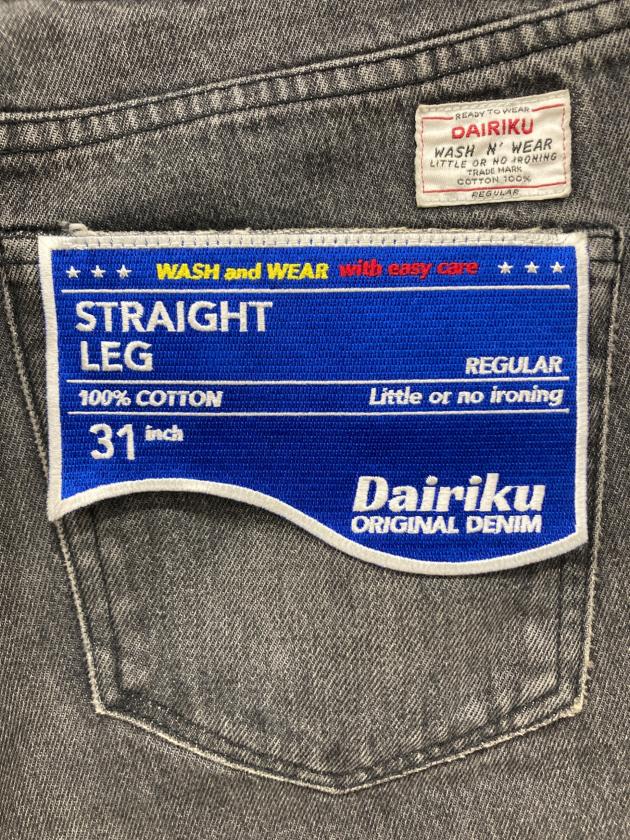 READY TO WEAR
DAIRIKU
WASH N' WEAR
LITTLE OR NO IRONING
TRADE MARK
COTTON 100%
REGULAR
WASH and WEAR with easy care
STRAIGHT
LEG
REGULAR
100% COTTON Little or no ironing
31 inch
Dairiku
ORIGINAL DENIM